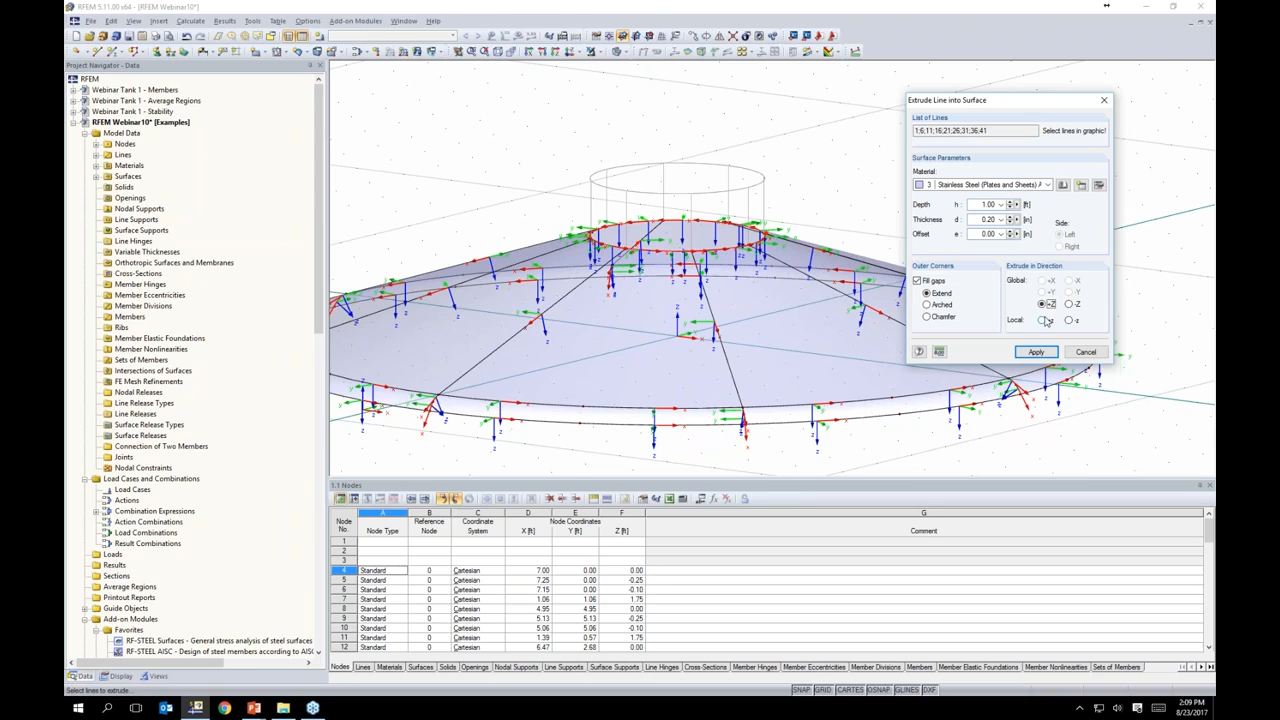 RFEM 5.11.00 x64 - [RFEM Webinar10*]
File Edit View Insert Calculate Results Tools Table Options Add-on Modules Window Help
Project Navigator - Data
RFEM
Webinar Tank 1 - Members
Webinar Tank 1 - Average Regions
Webinar Tank 1 - Stability
RFEM Webinar10* [Examples]
Model Data
Nodes
Lines
Materials
Surfaces
Solids
Openings
Nodal Supports
Line Supports
Surface Supports
Line Hinges
Variable Thicknesses
Orthotropic Surfaces and Membranes
Cross-Sections
Member Hinges
Member Eccentricities
Member Divisions
Members
Ribs
Member Elastic Foundations
Member Nonlinearities
Sets of Members
Intersections of Surfaces
FE Mesh Refinements
Nodal Releases
Line Release Types
Line Releases
Surface Release Types
Surface Releases
Connection of Two Members
Joints
Nodal Constraints
Load Cases and Combinations
Load Cases
Actions
Combination Expressions
Action Combinations
Load Combinations
Result Combinations
Loads
Results
Sections
Average Regions
Printout Reports
Guide Objects
Add-on Modules
Favorites
RF-STEEL Surfaces - General stress analysis of steel surfaces
RF-STEEL AISC - Design of steel members according to AISC
Data Display Views
Select lines to extrude...
Extrude Line into Surface
List of Lines
1;6;11;16;21;26;31;36;41 Select lines in graphic!
Surface Parameters
Material:
3 | Stainless Steel (Plates and Sheets) A
Depth h : 1.00 [ft]
Thickness d : 0.20 [in]
Offset e : 0.00 [in]
Side:
Left
Right
Outer Corners
Fill gaps
Extend
Arched
Chamfer
Extrude in Direction
Global: +X -X
+Y -Y
+Z -Z
Local: +z -z
Apply Cancel
1.1 Nodes
A B C D E F G
Node No. Node Type Reference Node Coordinate System Node Coordinates X [ft] Y [ft] Z [ft] Comment
1
2
3
4 Standard 0 Cartesian 7.00 0.00 0.00
5 Standard 0 Cartesian 7.25 0.00 -0.25
6 Standard 0 Cartesian 7.15 0.00 -0.10
7 Standard 0 Cartesian 1.06 1.06 1.75
8 Standard 0 Cartesian 4.95 4.95 0.00
9 Standard 0 Cartesian 5.13 5.13 -0.25
10 Standard 0 Cartesian 5.06 5.06 -0.10
11 Standard 0 Cartesian 1.39 0.57 1.75
12 Standard 0 Cartesian 6.47 2.68 0.00
Nodes Lines Materials Surfaces Solids Openings Nodal Supports Line Supports Surface Supports Line Hinges Cross-Sections Member Hinges Member Eccentricities Member Divisions Members Member Elastic Foundations Member Nonlinearities Sets of Members
SNAP GRID CARTES OSNAP GLINES DXF
2:09 PM
8/23/2017